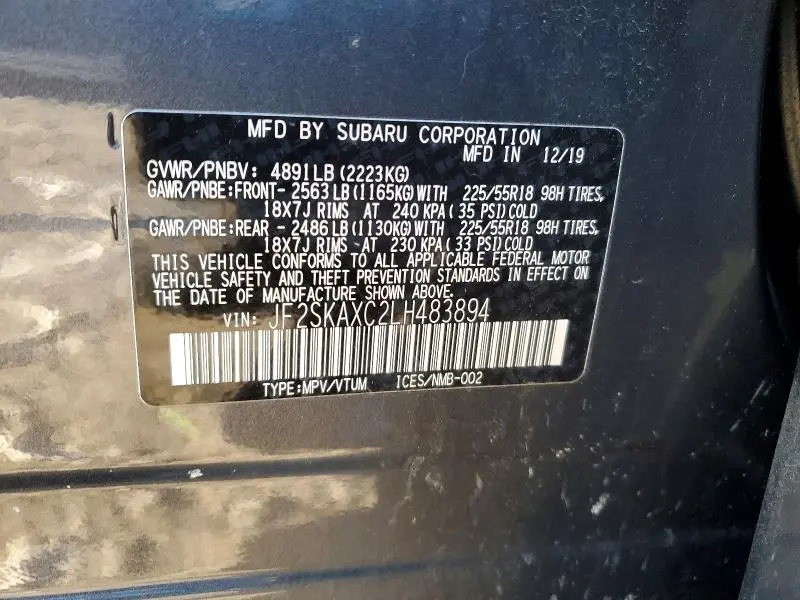 MFD BY SUBARU CORPORATION
MFD IN 12/19
GVWR/PNBV: 4891LB (2223KG)
GAWR/PNBE:FRONT- 2563 LB (1165KG) WITH 225/55R18 98H TIRES,
18X7J RIMS AT 240 KPA ( 35 PSI) COLD
GAWR/PNBE:REAR - 2486 LB (1130KG) WITH 225/55R18 98H TIRES,
18X7J RIMS AT 230 KPA ( 33 PSI) COLD
THIS VEHICLE CONFORMS TO ALL APPLICABLE FEDERAL MOTOR
VEHICLE SAFETY AND THEFT PREVENTION STANDARDS IN EFFECT ON
THE DATE OF MANUFACTURE SHOWN ABOVE.
VIN: JF2SKAXC2LH483894
TYPE:MPV/VTUM ICES/NMB-002